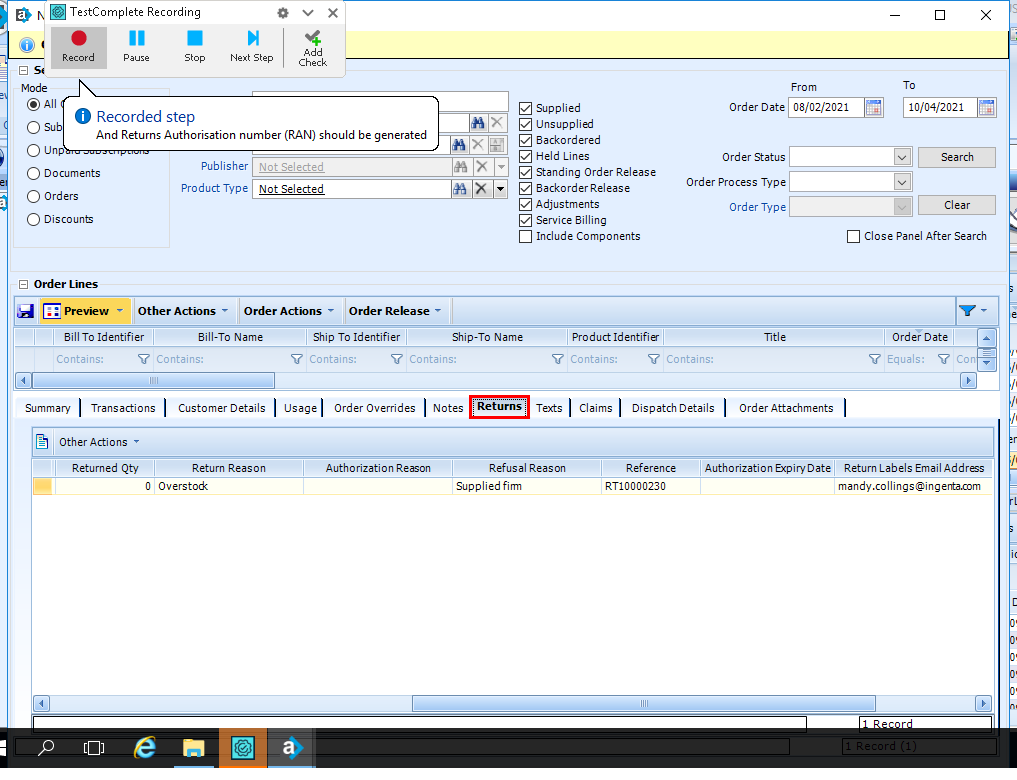 TestComplete Recording
Record
Pause
Stop
Next Step
Add Check
Recorded step
And Returns Authorisation number (RAN) should be generated
Mode
All
Unpaid Subscriptions
Documents
Orders
Discounts
Publisher
Not Selected
Product Type
Not Selected
Supplied
Unsupplied
Backordered
Held Lines
Standing Order Release
Backorder Release
Adjustments
Service Billing
Include Components
From
To
Order Date
08/02/2021
10/04/2021
Order Status
Search
Order Process Type
Order Type
Clear
Close Panel After Search
Order Lines
Preview
Other Actions
Order Actions
Order Release
Bill To Identifier
Bill-To Name
Ship To Identifier
Ship-To Name
Product Identifier
Title
Order Date
Contains:
Contains:
Contains:
Contains:
Contains:
Contains:
Equals:
Con
Summary
Transactions
Customer Details
Usage
Order Overrides
Notes
Returns
Texts
Claims
Dispatch Details
Order Attachments
Other Actions
Returned Qty
Return Reason
Authorization Reason
Refusal Reason
Reference
Authorization Expiry Date
Return Labels Email Address
0
Overstock
Supplied firm
RT10000230
mandy.collings@ingenta.com
1 Record
1 Record (1)